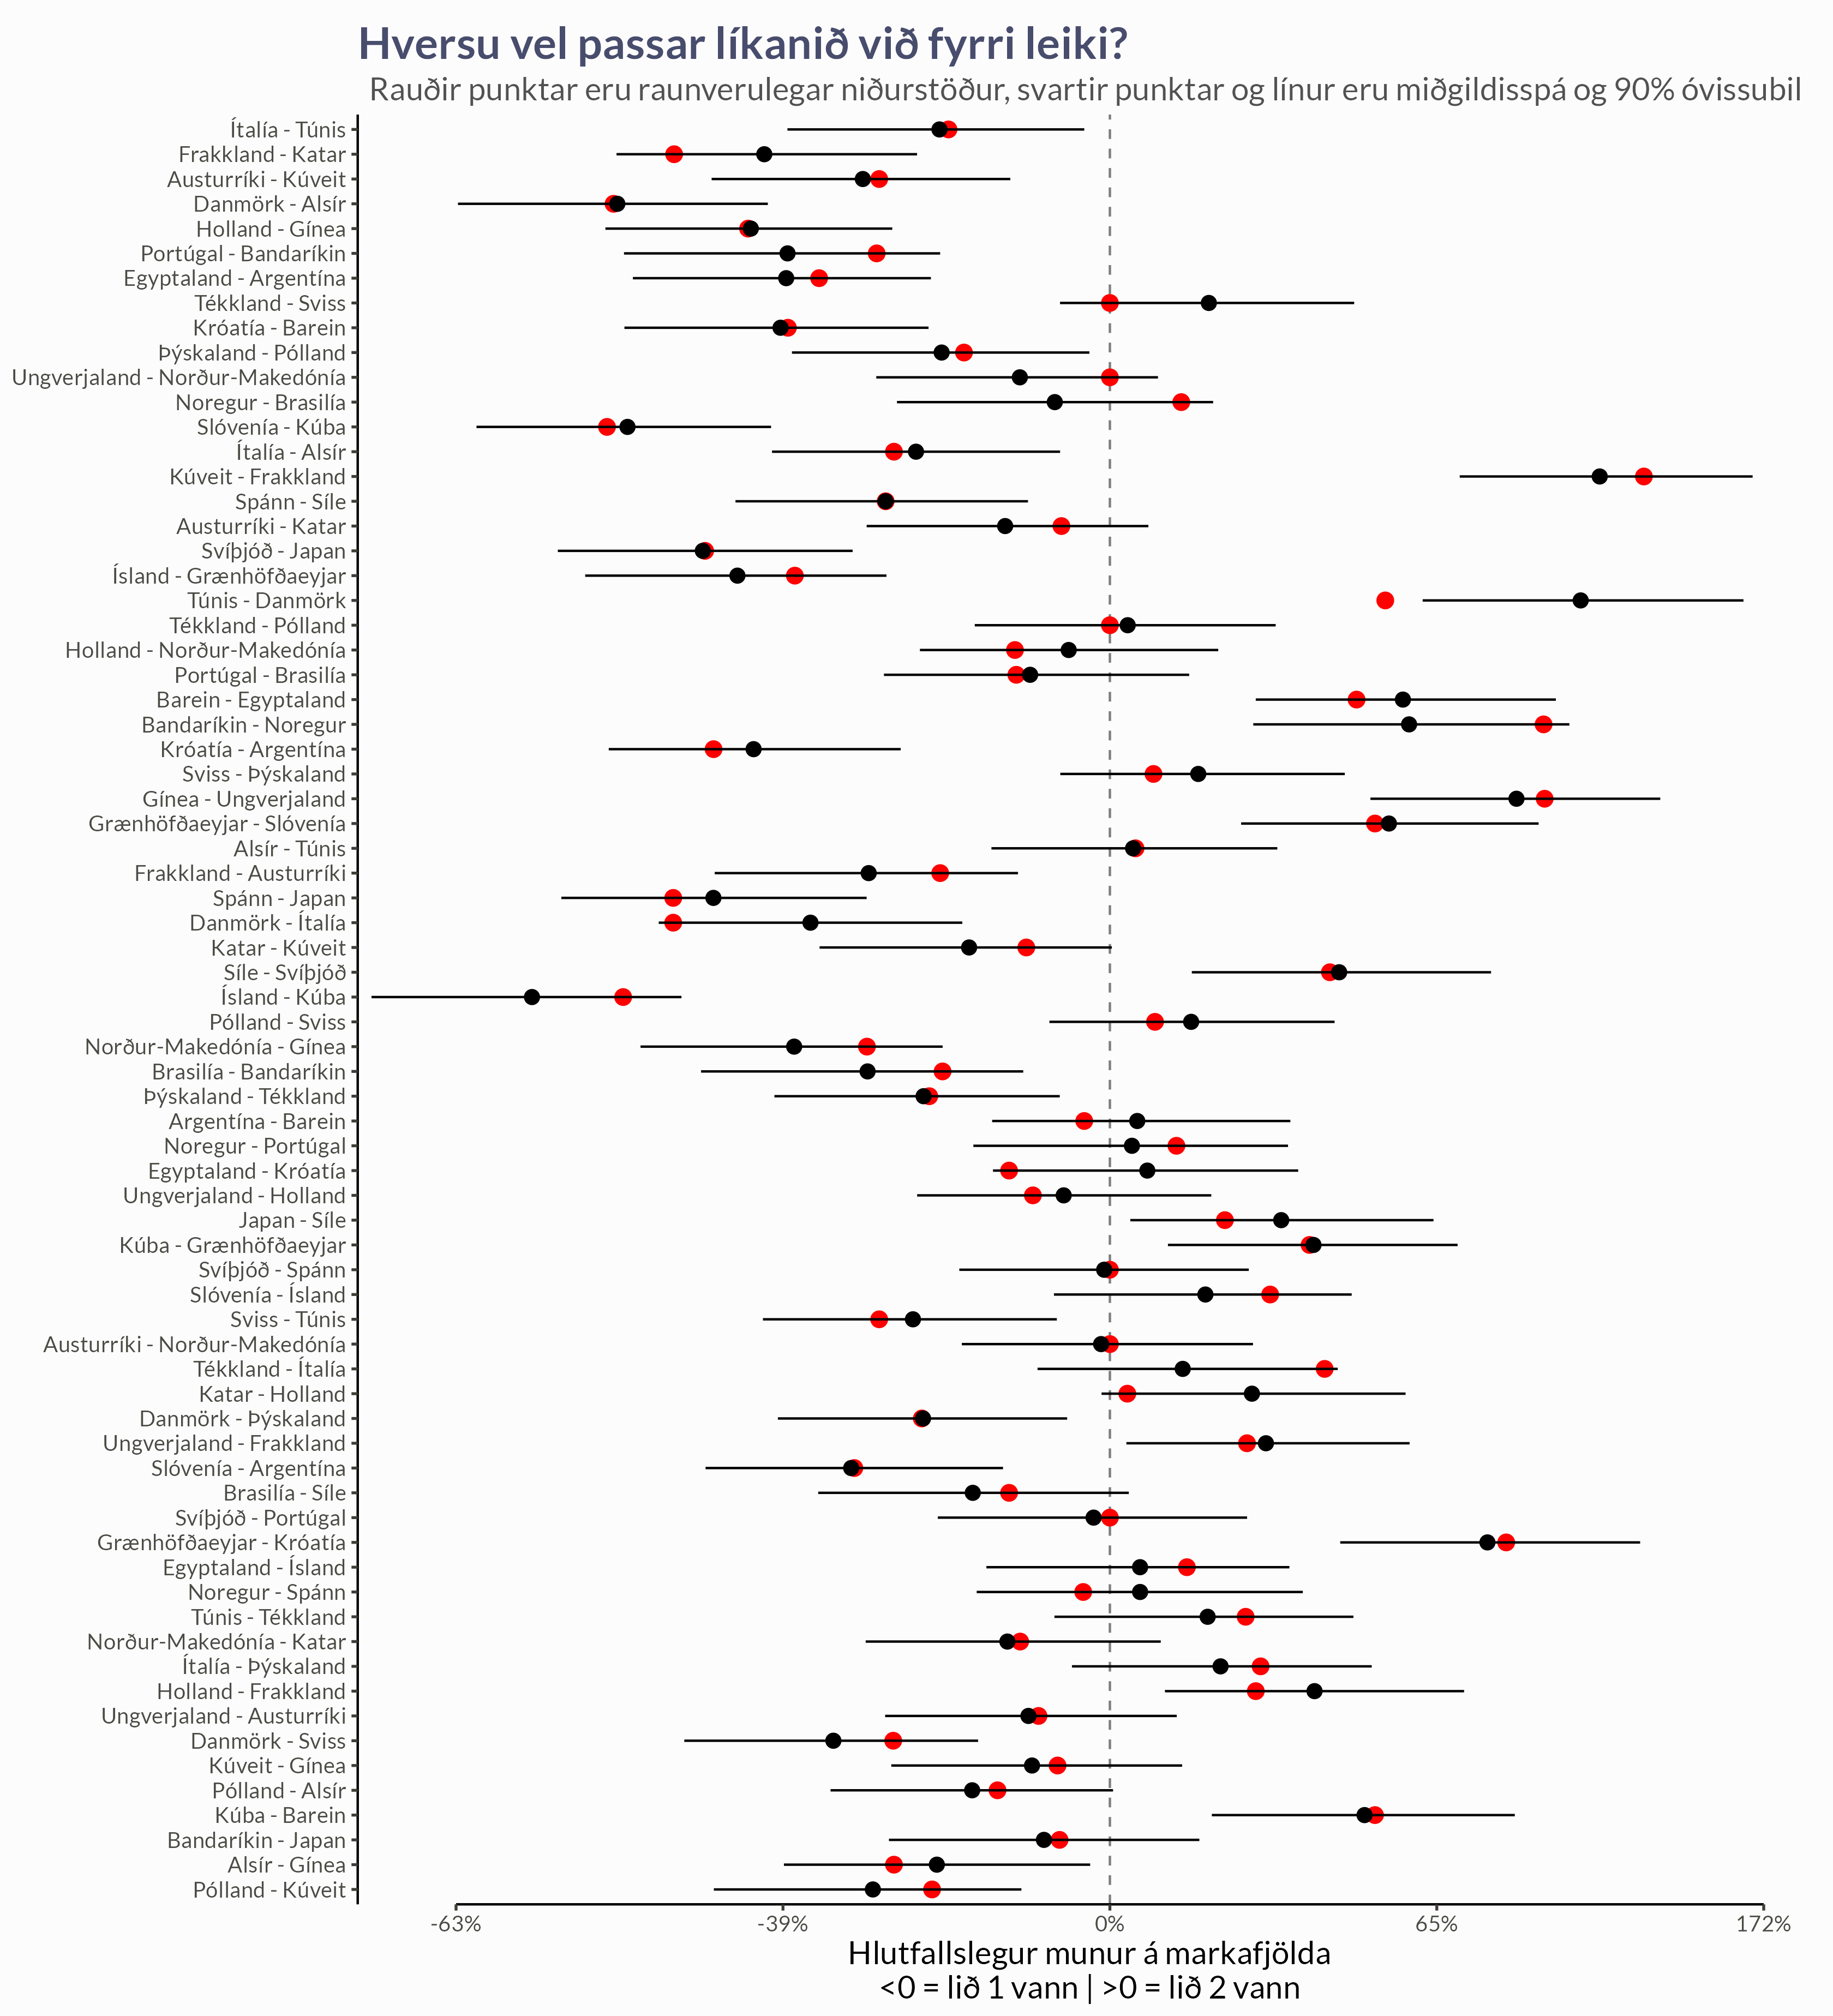 Hversu vel passar líkanið við fyrri leiki?
Rauðir punktar eru raunverulegar niðurstöður, svartir punktar og línur eru miðgildisspá og 90% óvissubil
Ítalía - Túnis
Frakkland - Katar
Austurríki - Kúveit
Danmörk - Alsír
Holland - Gínea
Portúgal - Bandaríkin
Egyptaland - Argentína
Tékkland - Sviss
Króatía - Barein
Þýskaland - Pólland
Ungverjaland - Norður-Makedónía
Noregur - Brasilía
Slóvenía - Kúba
Ítalía - Alsír
Kúveit - Frakkland
Spánn - Síle
Austurríki - Katar
Svíþjóð - Japan
Ísland - Grænhöfðaeyjar
Túnis - Danmörk
Tékkland - Pólland
Holland - Norður-Makedónía
Portúgal - Brasilía
Barein - Egyptaland
Bandaríkin - Noregur
Króatía - Argentína
Sviss - Þýskaland
Gínea - Ungverjaland
Grænhöfðaeyjar - Slóvenía
Alsír - Túnis
Frakkland - Austurríki
Spánn - Japan
Danmörk - Ítalía
Katar - Kúveit
Síle - Svíþjóð
Ísland - Kúba
Pólland - Sviss
Norður-Makedónía - Gínea
Brasilía - Bandaríkin
Þýskaland - Tékkland
Argentína - Barein
Noregur - Portúgal
Egyptaland - Króatía
Ungverjaland - Holland
Japan - Síle
Kúba - Grænhöfðaeyjar
Svíþjóð - Spánn
Slóvenía - Ísland
Sviss - Túnis
Austurríki - Norður-Makedónía
Tékkland - Ítalía
Katar - Holland
Danmörk - Þýskaland
Ungverjaland - Frakkland
Slóvenía - Argentína
Brasilía - Síle
Svíþjóð - Portúgal
Grænhöfðaeyjar - Króatía
Egyptaland - Ísland
Noregur - Spánn
Túnis - Tékkland
Norður-Makedónía - Katar
Ítalía - Þýskaland
Holland - Frakkland
Ungverjaland - Austurríki
Danmörk - Sviss
Kúveit - Gínea
Pólland - Alsír
Kúba - Barein
Bandaríkin - Japan
Alsír - Gínea
Pólland - Kúveit
-63% -39% 0% 65% 172%
Hlutfallslegur munur á markafjölda
<0 = lið 1 vann | >0 = lið 2 vann